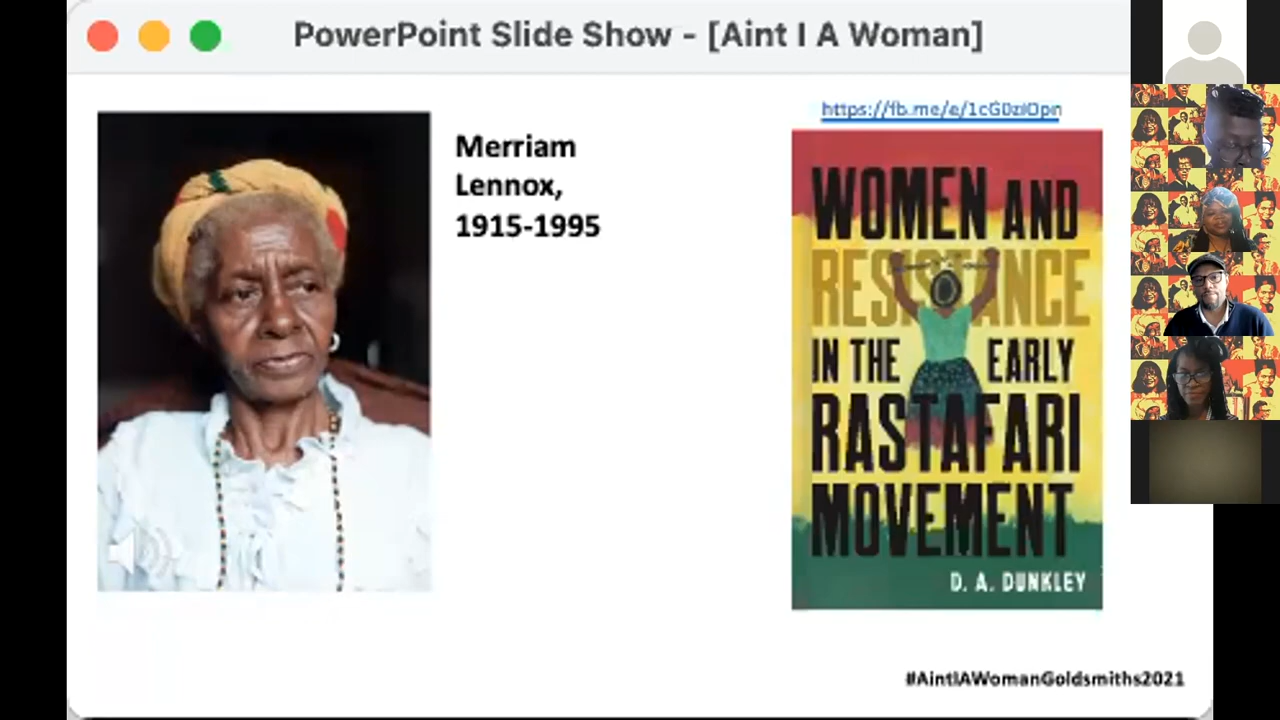 PowerPoint Slide Show - [Aint I A Woman]
Merriam
Lennox,
1915-1995
WOMEN AND
RESISTANCE
IN THE EARLY
RASTAFARI
MOVEMENT
D. A. DUNKLEY
#AintIAWomanGoldsmiths2021